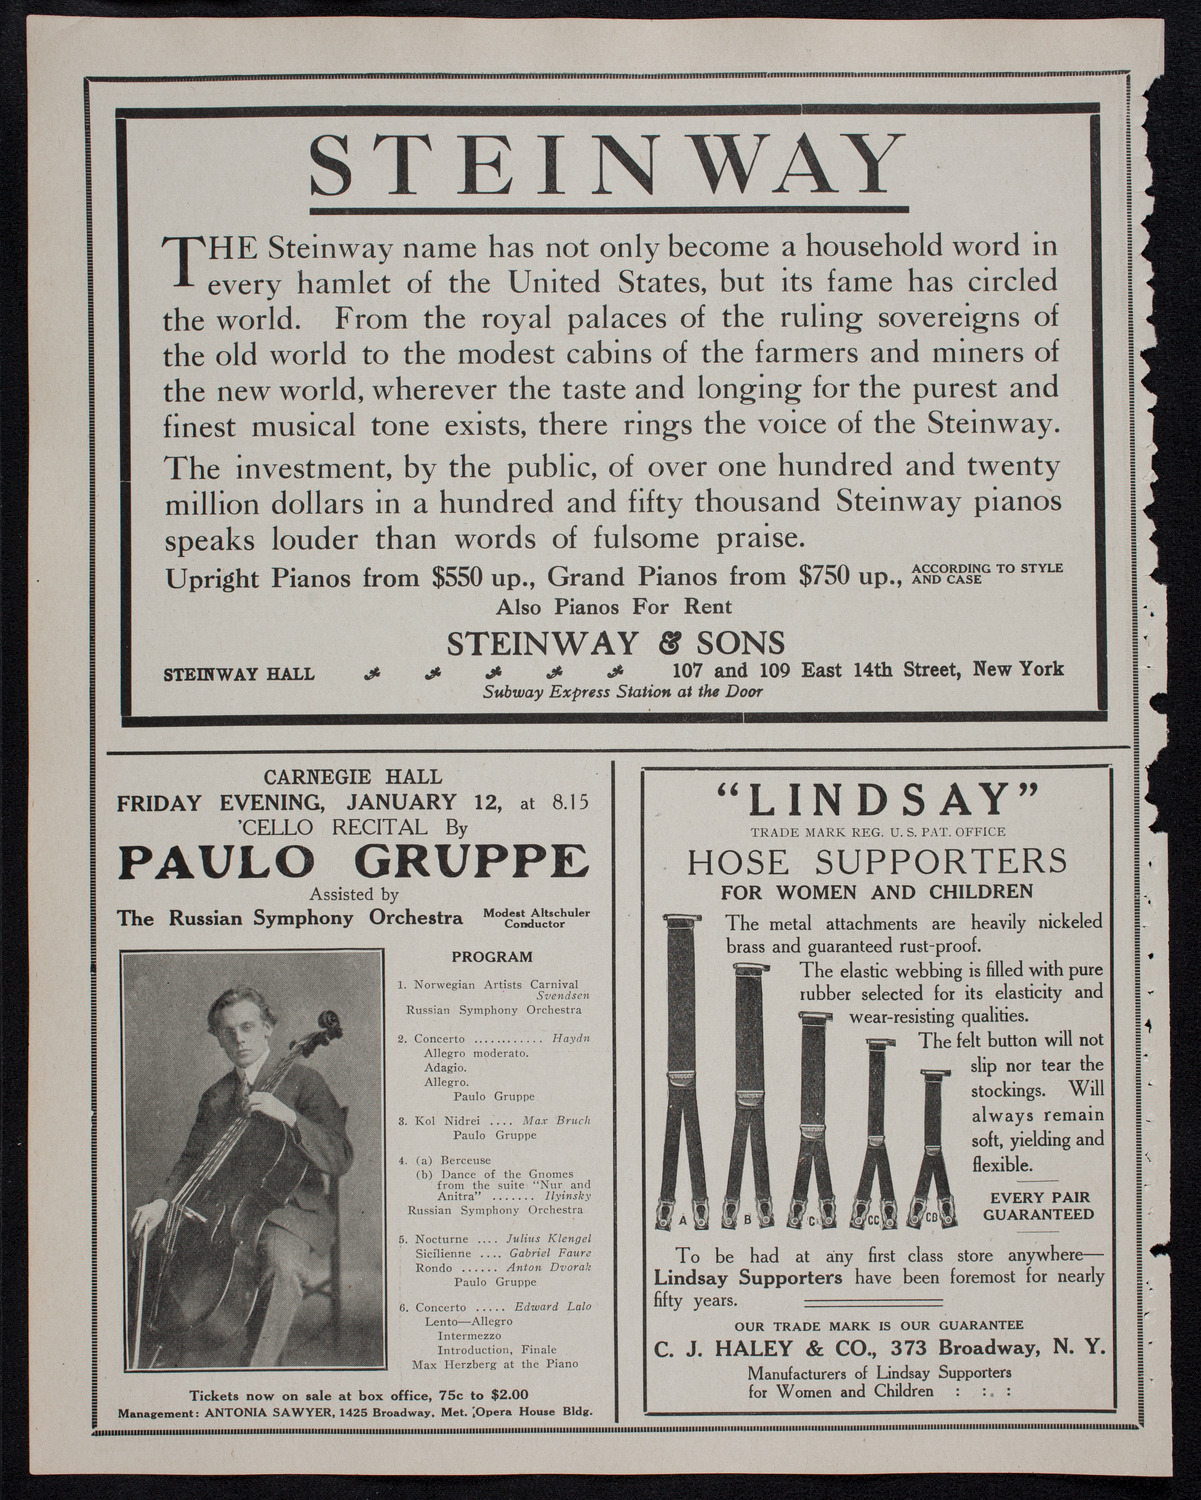 STEINWAY
THE Steinway name has not only become a household word in
every hamlet of the United States, but its fame has circled
the world. From the royal palaces of the ruling sovereigns of
the old world to the modest cabins of the farmers and miners of
the new world, wherever the taste and longing for the purest and
finest musical tone exists, there rings the voice of the Steinway.
The investment, by the public, of over one hundred and twenty
million dollars in a hundred and fifty thousand Steinway pianos
speaks louder than words of fulsome praise.
Upright Pianos from $550 up., Grand Pianos from $750 up., ACCORDING TO STYLE
AND CASE
Also Pianos For Rent
STEINWAY & SONS
STEINWAY HALL 107 and 109 East 14th Street, New York
Subway Express Station at the Door
CARNEGIE HALL
FRIDAY EVENING, JANUARY 12, at 8.15
'CELLO RECITAL By
PAULO GRUPPE
Assisted by
The Russian Symphony Orchestra Modest Altschuler
Conductor
PROGRAM
1. Norwegian Artists Carnival
Svendsen
Russian Symphony Orchestra
2. Concerto ............ Haydn
Allegro moderato.
Adagio.
Allegro.
Paulo Gruppe
3. Kol Nidrei .... Max Bruch
Paulo Gruppe
4. (a) Berceuse
(b) Dance of the Gnomes
from the suite "Nur and
Anitra" ....... Ilyinsky
Russian Symphony Orchestra
5. Nocturne .... Julius Klengel
Sicilienne .... Gabriel Faure
Rondo ...... Anton Dvorak
Paulo Gruppe
6. Concerto ..... Edward Lalo
Lento—Allegro
Intermezzo
Introduction, Finale
Max Herzberg at the Piano
Tickets now on sale at box office, 75c to $2.00
Management: ANTONIA SAWYER, 1425 Broadway. Met. Opera House Bldg.
"LINDSAY"
TRADE MARK REG. U. S. PAT. OFFICE
HOSE SUPPORTERS
FOR WOMEN AND CHILDREN
The metal attachments are heavily nickeled
brass and guaranteed rust-proof.
The elastic webbing is filled with pure
rubber selected for its elasticity and
wear-resisting qualities.
The felt button will not
slip nor tear the
stockings. Will
always remain
soft, yielding and
flexible.
EVERY PAIR
GUARANTEED
A B C CC CB
To be had at any first class store anywhere—
Lindsay Supporters have been foremost for nearly
fifty years.
OUR TRADE MARK IS OUR GUARANTEE
C. J. HALEY & CO., 373 Broadway, N. Y.
Manufacturers of Lindsay Supporters
for Women and Children : : . :